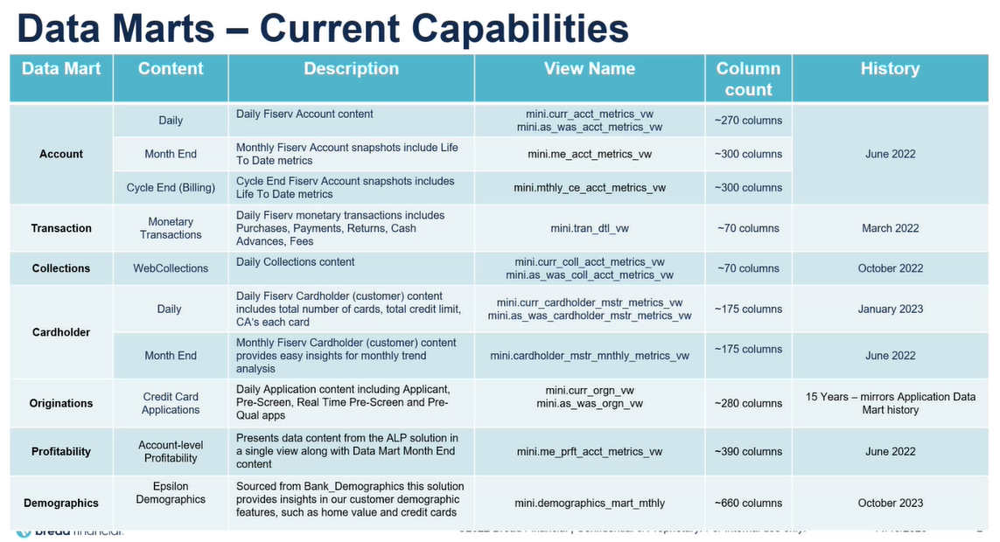 Data Marts – Current Capabilities
Data Mart
Content
Description
View Name
Column
count
History
Account
Daily
Daily Fiserv Account content
mini.curr_acct_metrics_vw
mini.as_was_acct_metrics_vw
~270 columns
June 2022
Month End
Monthly Fiserv Account snapshots include Life
To Date metrics
mini.me_acct_metrics_vw
~300 columns
Cycle End (Billing)
Cycle End Fiserv Account snapshots includes
Life To Date metrics
mini.mthly_ce_acct_metrics_vw
~300 columns
Transaction
Monetary
Transactions
Daily Fiserv monetary transactions includes
Purchases, Payments, Returns, Cash
Advances, Fees
mini.tran_dtl_vw
~70 columns
March 2022
Collections
WebCollections
Daily Collections content
mini.curr_coll_acct_metrics_vw
mini.as_was_coll_acct_metrics_vw
~70 columns
October 2022
Cardholder
Daily
Daily Fiserv Cardholder (customer) content
includes total number of cards, total credit limit,
CA's each card
mini.curr_cardholder_mstr_metrics_vw
mini.as_was_cardholder_mstr_metrics_vw
~175 columns
January 2023
Month End
Monthly Fiserv Cardholder (customer) content
provides easy insights for monthly trend
analysis
mini.cardholder_mstr_mnthly_metrics_vw
~175 columns
June 2022
Originations
Credit Card
Applications
Daily Application content including Applicant,
Pre-Screen, Real Time Pre-Screen and Pre-
Qual apps
mini.curr_orgn_vw
mini.as_was_orgn_vw
~280 columns
15 Years – mirrors Application Data
Mart history
Profitability
Account-level
Profitability
Presents data content from the ALP solution in
a single view along with Data Mart Month End
content
mini.me_prft_acct_metrics_vw
~390 columns
June 2022
Demographics
Epsilon
Demographics
Sourced from Bank_Demographics this solution
provides insights in our customer demographic
features, such as home value and credit cards
mini.demographics_mart_mthly
~660 columns
October 2023
bread financial.
©2022 Bread Financial | Confidential & Proprietary. For internal use only.